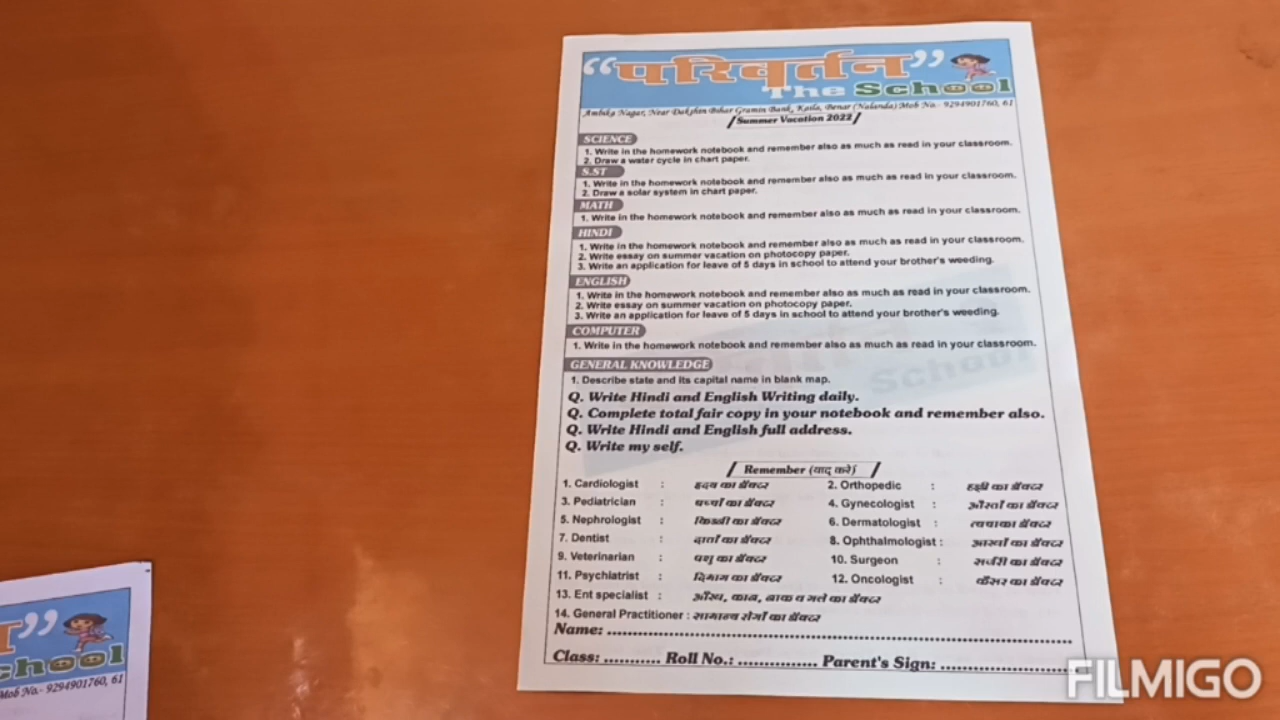 “परिवर्तन”
The School
Ambika Nagar, Near Dakshin Bihar Gramin Bank, Kaila, Benar (Nalanda) Mob No.- 9294901760, 61
Summer Vacation 2022
SCIENCE
1. Write in the homework notebook and remember also as much as read in your classroom.
2. Draw a water cycle in chart paper.
S.ST
1. Write in the homework notebook and remember also as much as read in your classroom.
2. Draw a solar system in chart paper.
MATH
1. Write in the homework notebook and remember also as much as read in your classroom.
HINDI
1. Write in the homework notebook and remember also as much as read in your classroom.
2. Write essay on summer vacation on photocopy paper.
3. Write an application for leave of 5 days in school to attend your brother's weeding.
ENGLISH
1. Write in the homework notebook and remember also as much as read in your classroom.
2. Write essay on summer vacation on photocopy paper.
3. Write an application for leave of 5 days in school to attend your brother's weeding.
COMPUTER
1. Write in the homework notebook and remember also as much as read in your classroom.
GENERAL KNOWLEDGE
1. Describe state and its capital name in blank map.
Q. Write Hindi and English Writing daily.
Q. Complete total fair copy in your notebook and remember also.
Q. Write Hindi and English full address.
Q. Write my self.
Remember (याद करे)
1. Cardiologist : हृदय का डॅाक्टर 2. Orthopedic : हड्डी का डॅाक्टर
3. Pediatrician : बच्चों का डॅाक्टर 4. Gynecologist : औरतों का डॅाक्टर
5. Nephrologist : किडनी का डॅाक्टर 6. Dermatologist : त्वचा का डॅाक्टर
7. Dentist : दातों का डॅाक्टर 8. Ophthalmologist : आखों का डॅाक्टर
9. Veterinarian : पशु का डॅाक्टर 10. Surgeon : सर्जरी का डॅाक्टर
11. Psychiatrist : दिमाग का डॅाक्टर 12. Oncologist : कैंसर का डॅाक्टर
13. Ent specialist : आँख, कान, नाक व गले का डॅाक्टर
14. General Practitioner : सामान्य रोगों का डॅाक्टर
Name: ....................
Class: ........... Roll No.: ............... Parent's Sign: ....................
”
School
Mob No.- 9294901760, 61
FILMIGO